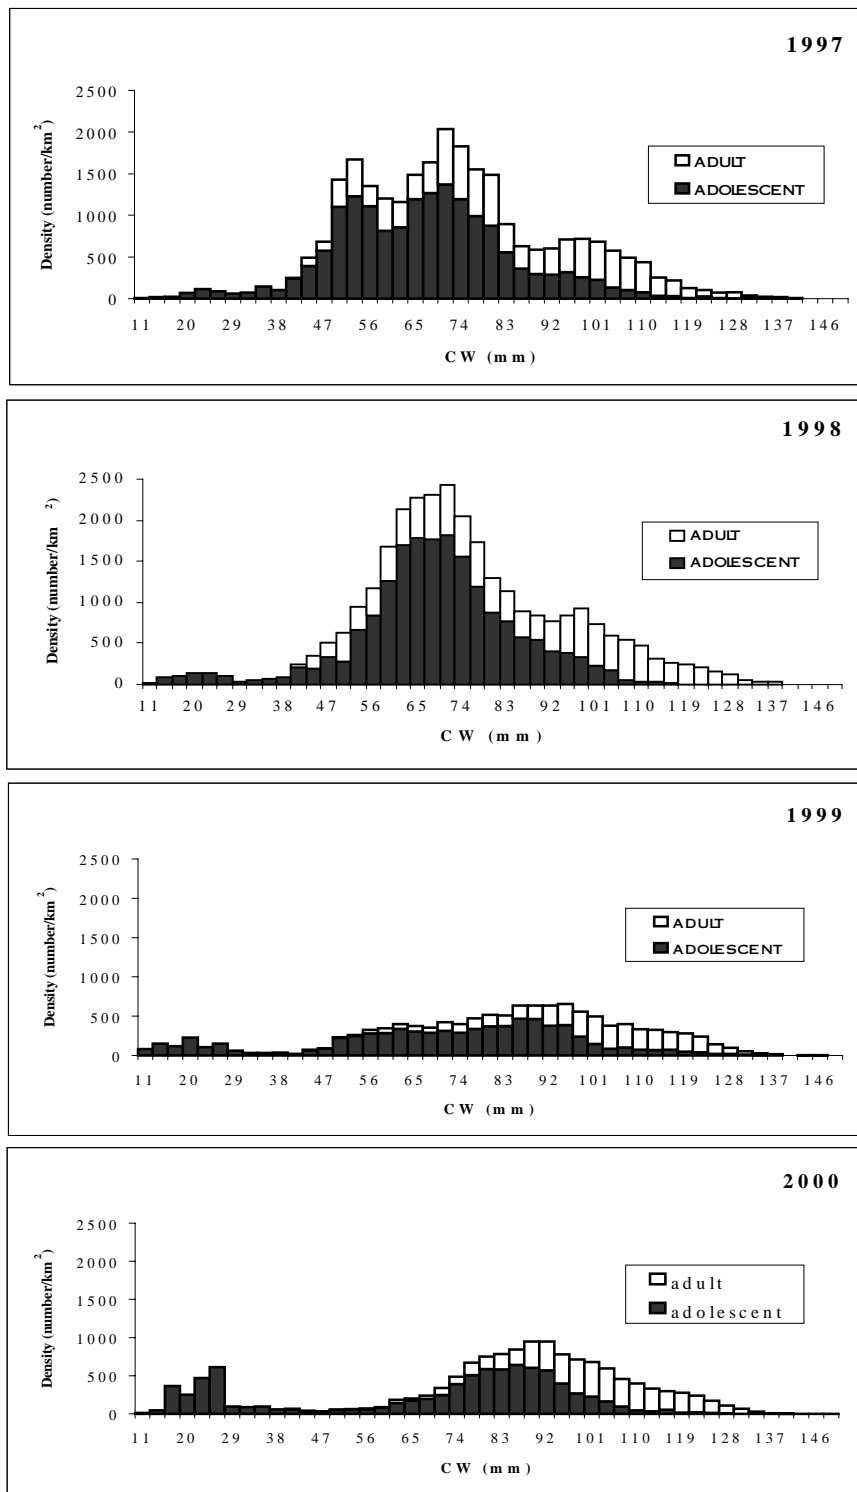 1997
2500
2000
1500
1000
500
0
Density (number/km2)
ADULT
ADOLESCENT
11 20 29 38 47 56 65 74 83 92 101 110 119 128 137 146
CW (mm)
1998
2500
2000
1500
1000
500
0
Density (number/km 2)
ADULT
ADOLESCENT
11 20 29 38 47 56 65 74 83 92 101 110 119 128 137 146
CW (mm)
1999
2500
2000
1500
1000
500
0
Density (number/km2)
ADULT
ADOLESCENT
11 20 29 38 47 56 65 74 83 92 101 110 119 128 137 146
CW (mm)
2000
2500
2000
1500
1000
500
0
Density (number/km2)
adult
adolescent
11 20 29 38 47 56 65 74 83 92 101 110 119 128 137 146
CW (mm)